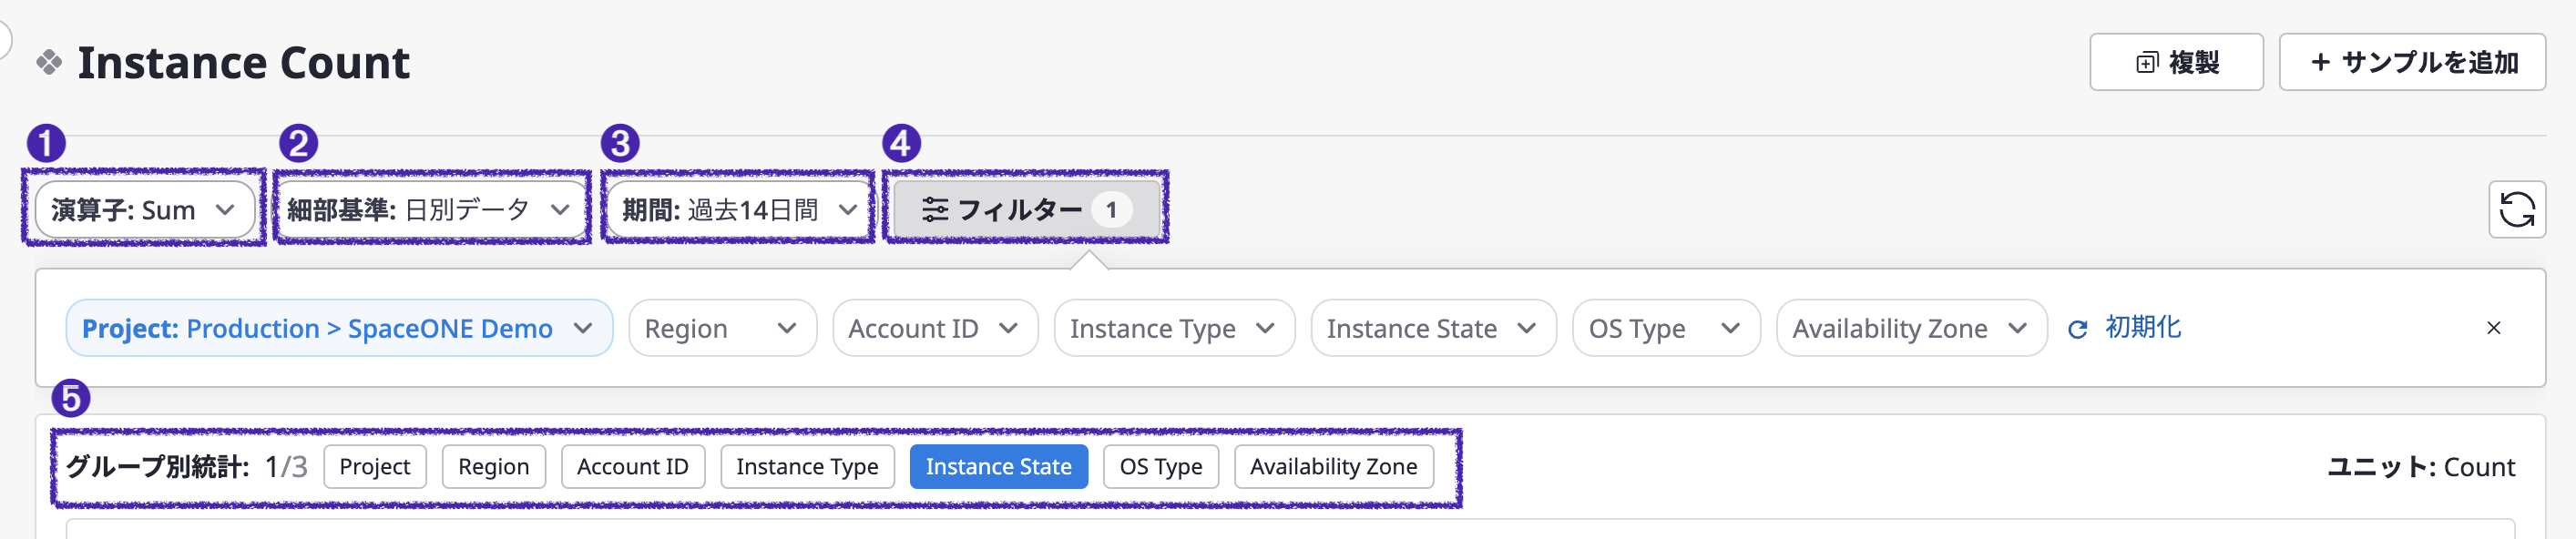 Instance Count
複製
+ サンプルを追加
1 2 3 4
演算子: Sum 細部基準: 日別データ 期間: 過去14日間 フィルター 1
Project: Production > SpaceONE Demo Region Account ID Instance Type Instance State OS Type Availability Zone 初期化 ×
5
グループ別統計: 1/3 Project Region Account ID Instance Type Instance State OS Type Availability Zone ユニット: Count